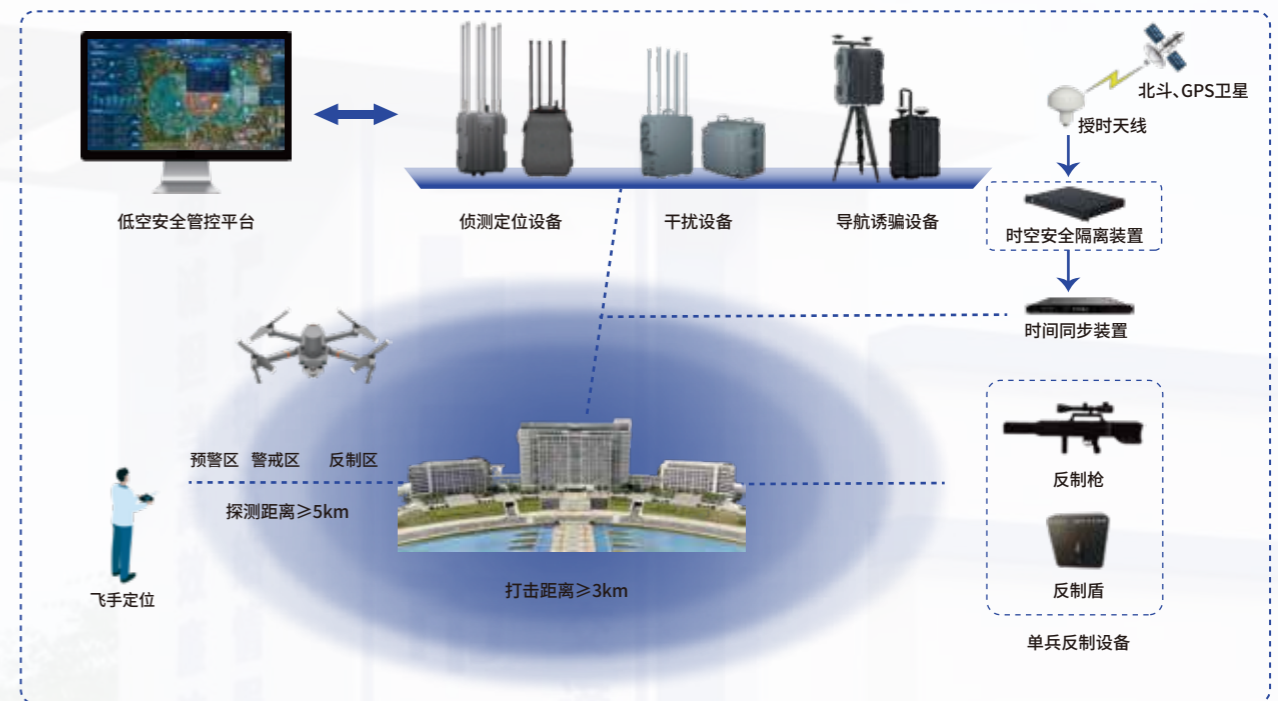 北斗、GPS卫星
授时天线
低空安全管控平台
侦测定位设备
干扰设备
导航诱骗设备
时空安全隔离装置
时间同步装置
预警区 警戒区 反制区
探测距离≥5km
反制枪
打击距离≥3km
反制盾
飞手定位
单兵反制设备